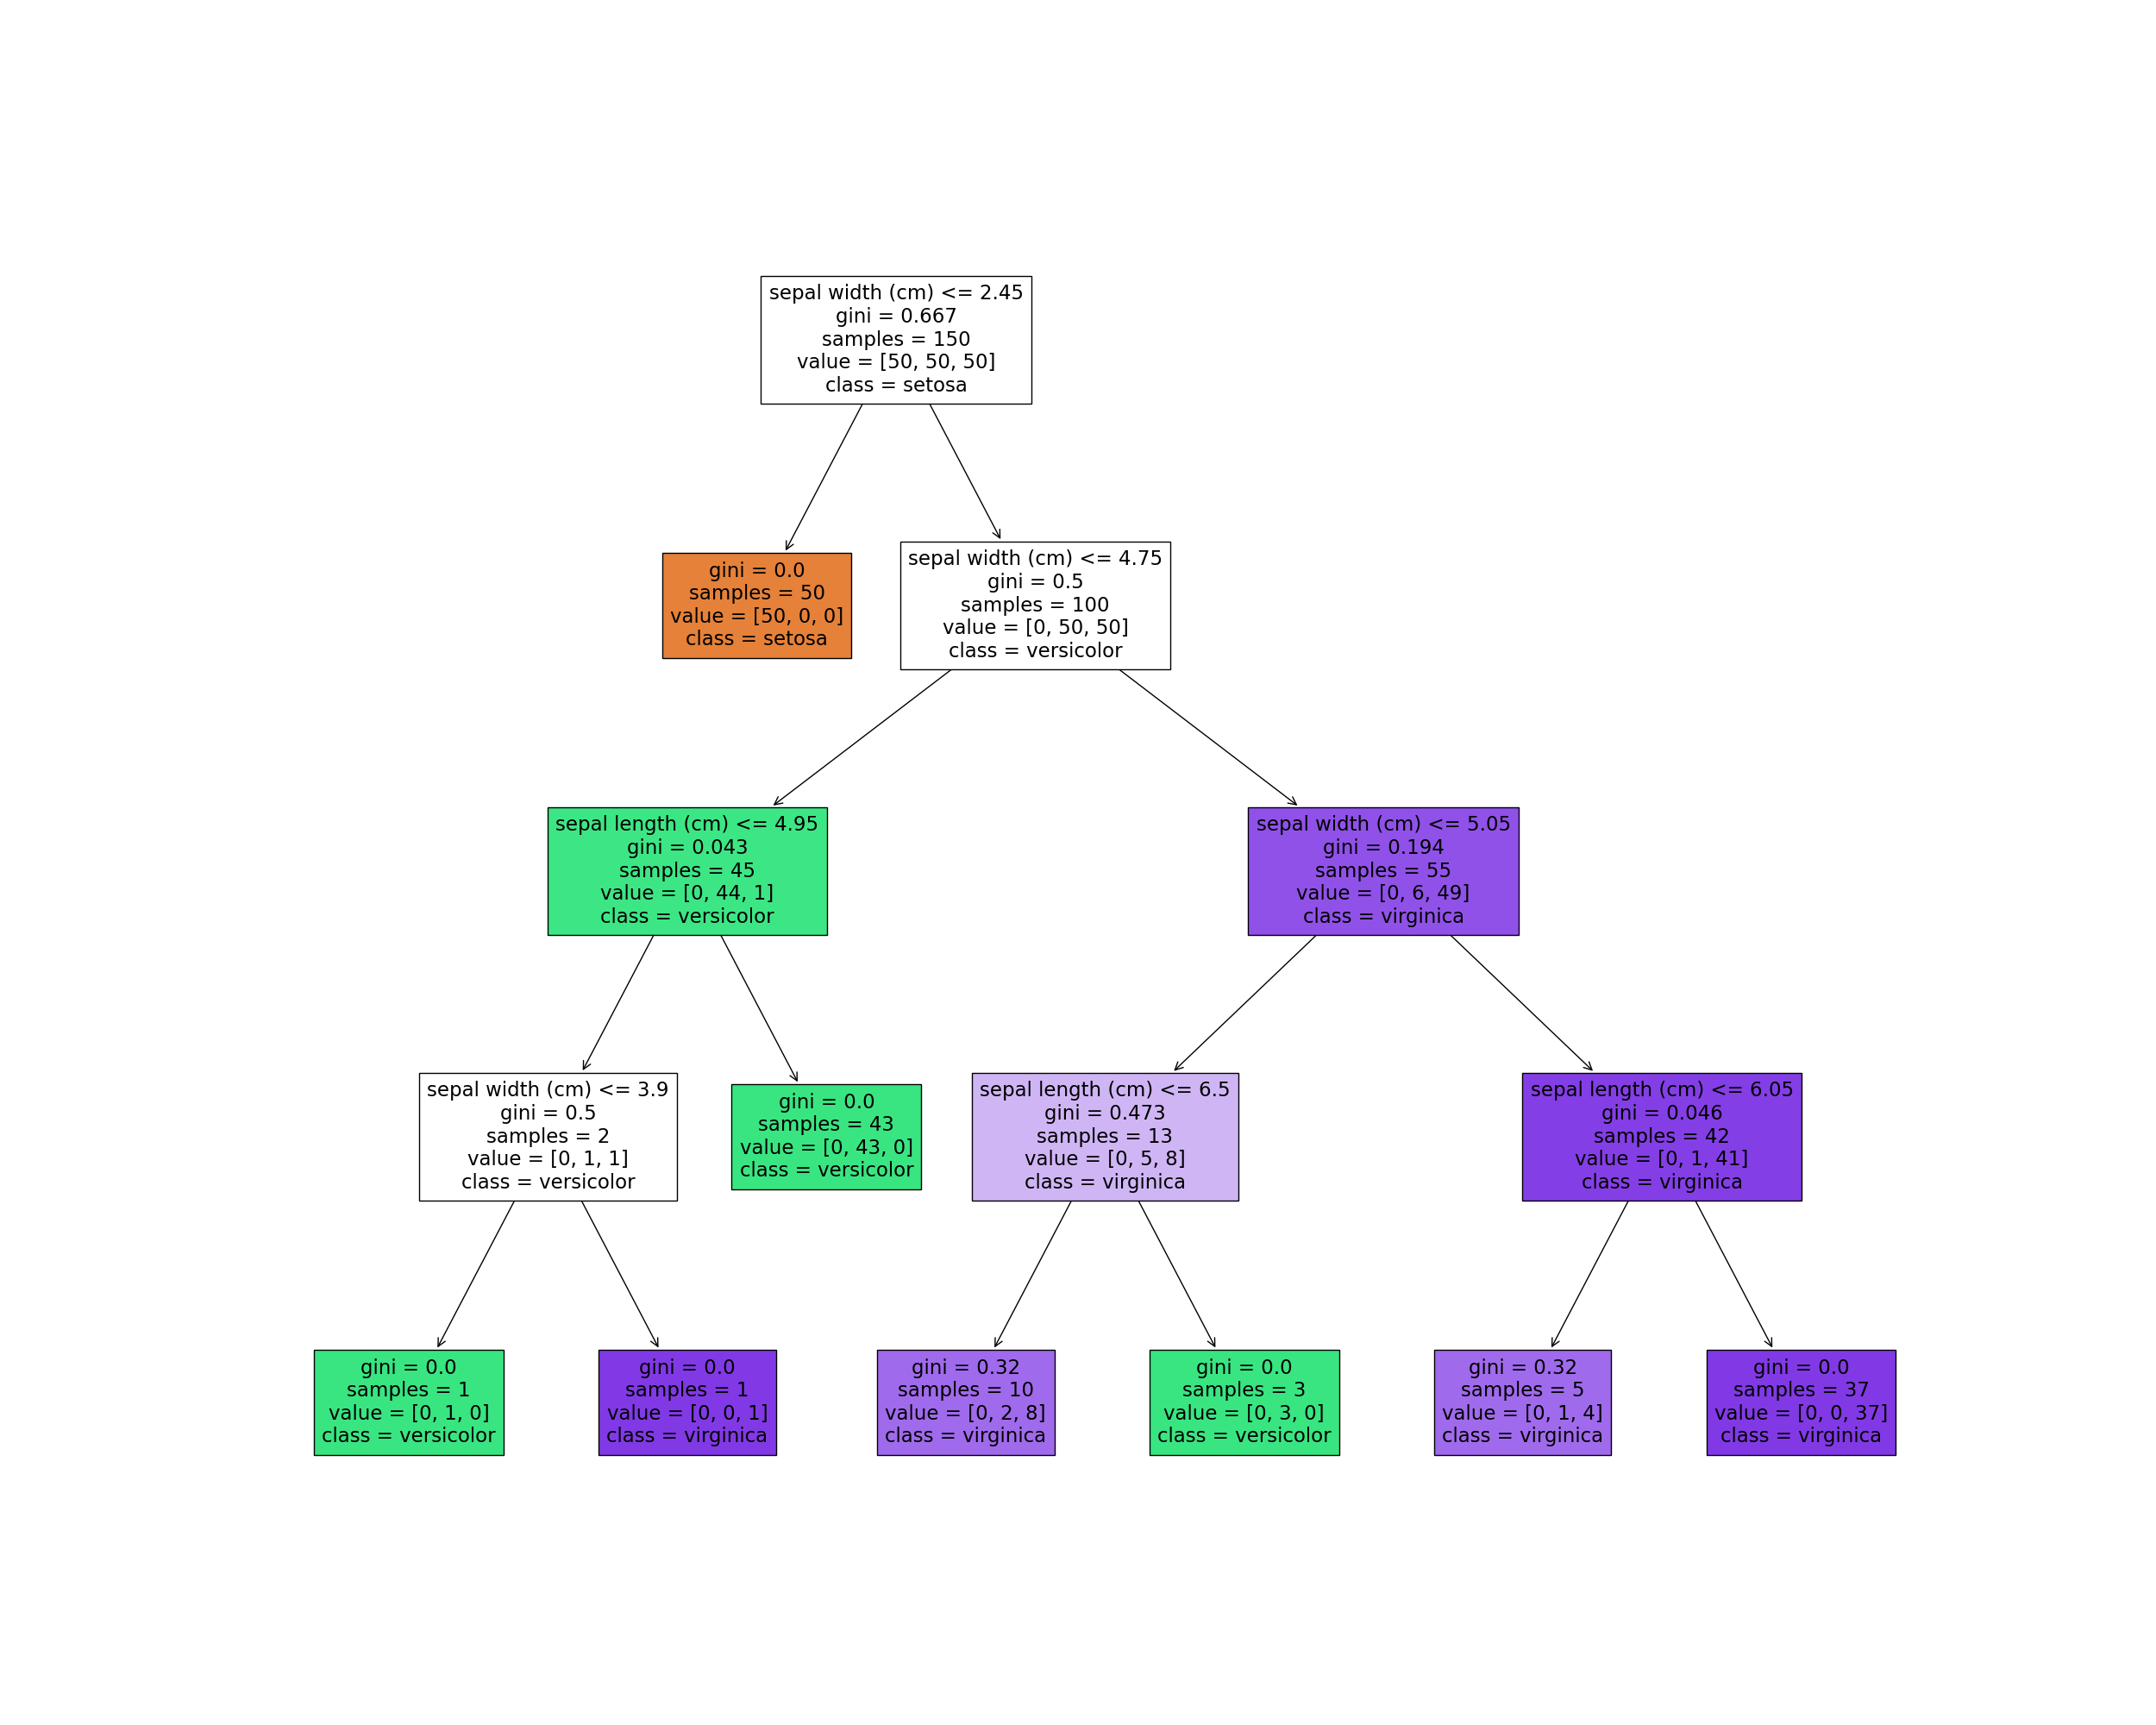 sepal width (cm) <= 2.45
gini = 0.667
samples = 150
value = [50, 50, 50]
class = setosa
gini = 0.0
samples = 50
value = [50, 0, 0]
class = setosa
sepal width (cm) <= 4.75
gini = 0.5
samples = 100
value = [0, 50, 50]
class = versicolor
sepal length (cm) <= 4.95
gini = 0.043
samples = 45
value = [0, 44, 1]
class = versicolor
sepal width (cm) <= 5.05
gini = 0.194
samples = 55
value = [0, 6, 49]
class = virginica
sepal width (cm) <= 3.9
gini = 0.5
samples = 2
value = [0, 1, 1]
class = versicolor
gini = 0.0
samples = 43
value = [0, 43, 0]
class = versicolor
sepal length (cm) <= 6.5
gini = 0.473
samples = 13
value = [0, 5, 8]
class = virginica
sepal length (cm) <= 6.05
gini = 0.046
samples = 42
value = [0, 1, 41]
class = virginica
gini = 0.0
samples = 1
value = [0, 1, 0]
class = versicolor
gini = 0.0
samples = 1
value = [0, 0, 1]
class = virginica
gini = 0.32
samples = 10
value = [0, 2, 8]
class = virginica
gini = 0.0
samples = 3
value = [0, 3, 0]
class = versicolor
gini = 0.32
samples = 5
value = [0, 1, 4]
class = virginica
gini = 0.0
samples = 37
value = [0, 0, 37]
class = virginica